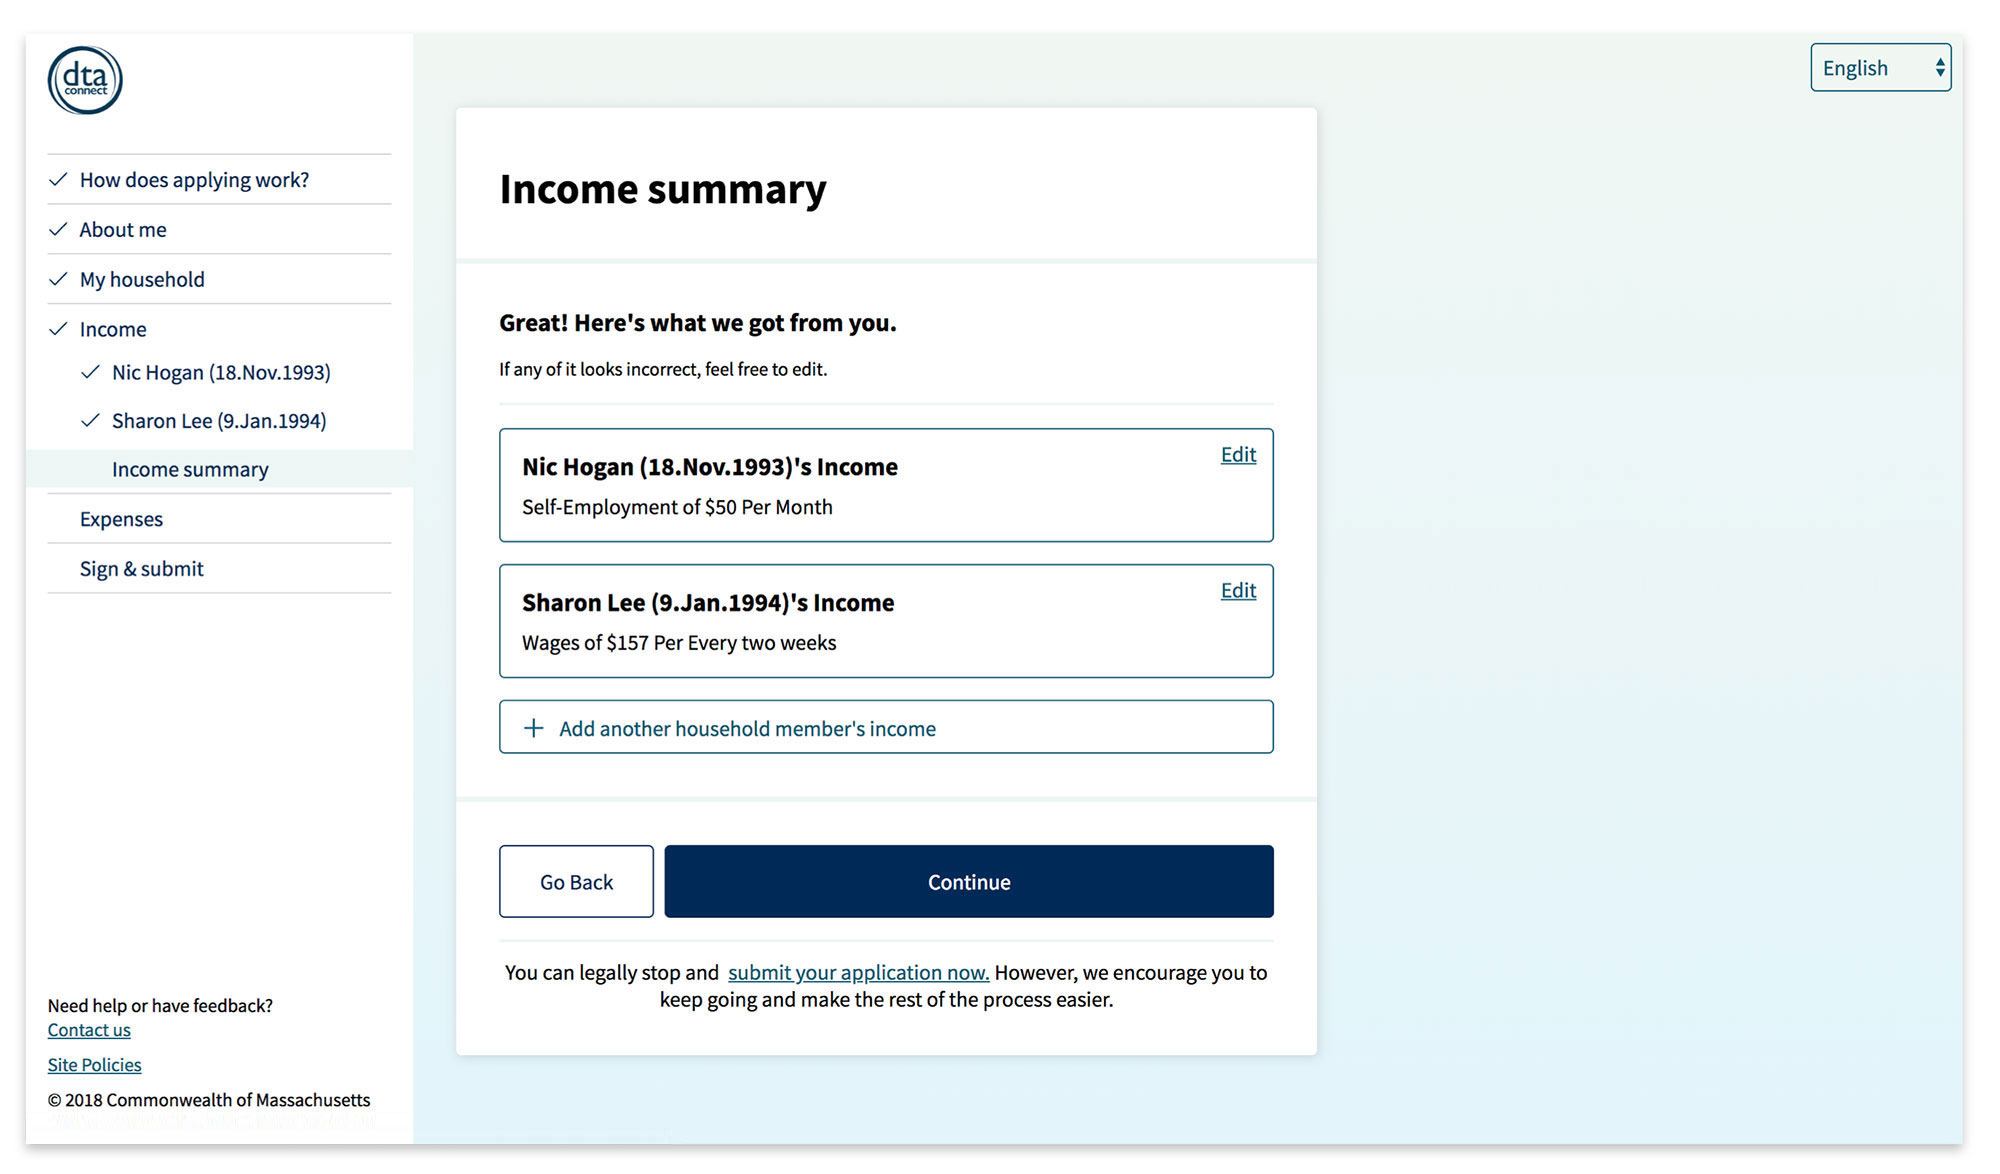 dta
connect
How does applying work?
About me
My household
Income
Nic Hogan (18.Nov.1993)
Sharon Lee (9.Jan.1994)
Income summary
Expenses
Sign & submit
Need help or have feedback?
Contact us
Site Policies
© 2018 Commonwealth of Massachusetts
English
Income summary
Great! Here's what we got from you.
If any of it looks incorrect, feel free to edit.
Nic Hogan (18.Nov.1993)'s Income
Edit
Self-Employment of $50 Per Month
Sharon Lee (9.Jan.1994)'s Income
Edit
Wages of $157 Per Every two weeks
Add another household member's income
Go Back
Continue
You can legally stop and submit your application now. However, we encourage you to
keep going and make the rest of the process easier.